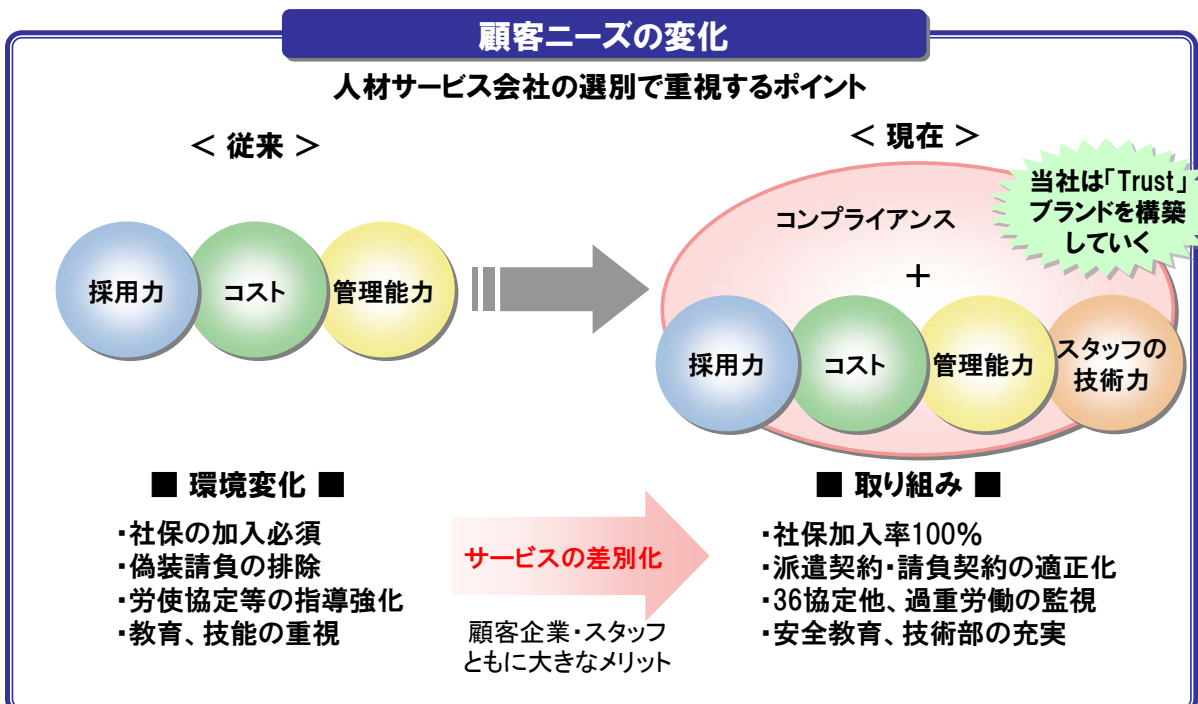 顧客ニーズの変化
人材サービス会社の選別で重視するポイント
＜ 従来 ＞
採用力
コスト
管理能力
＜ 現在 ＞
当社は「Trust」
ブランドを構築
していく
コンプライアンス
＋
採用力
コスト
管理能力
スタッフの
技術力
■ 環境変化 ■
・社保の加入必須
・偽装請負の排除
・労使協定等の指導強化
・教育、技能の重視
サービスの差別化
顧客企業・スタッフ
ともに大きなメリット
■ 取り組み ■
・社保加入率100％
・派遣契約・請負契約の適正化
・36協定他、過重労働の監視
・安全教育、技術部の充実